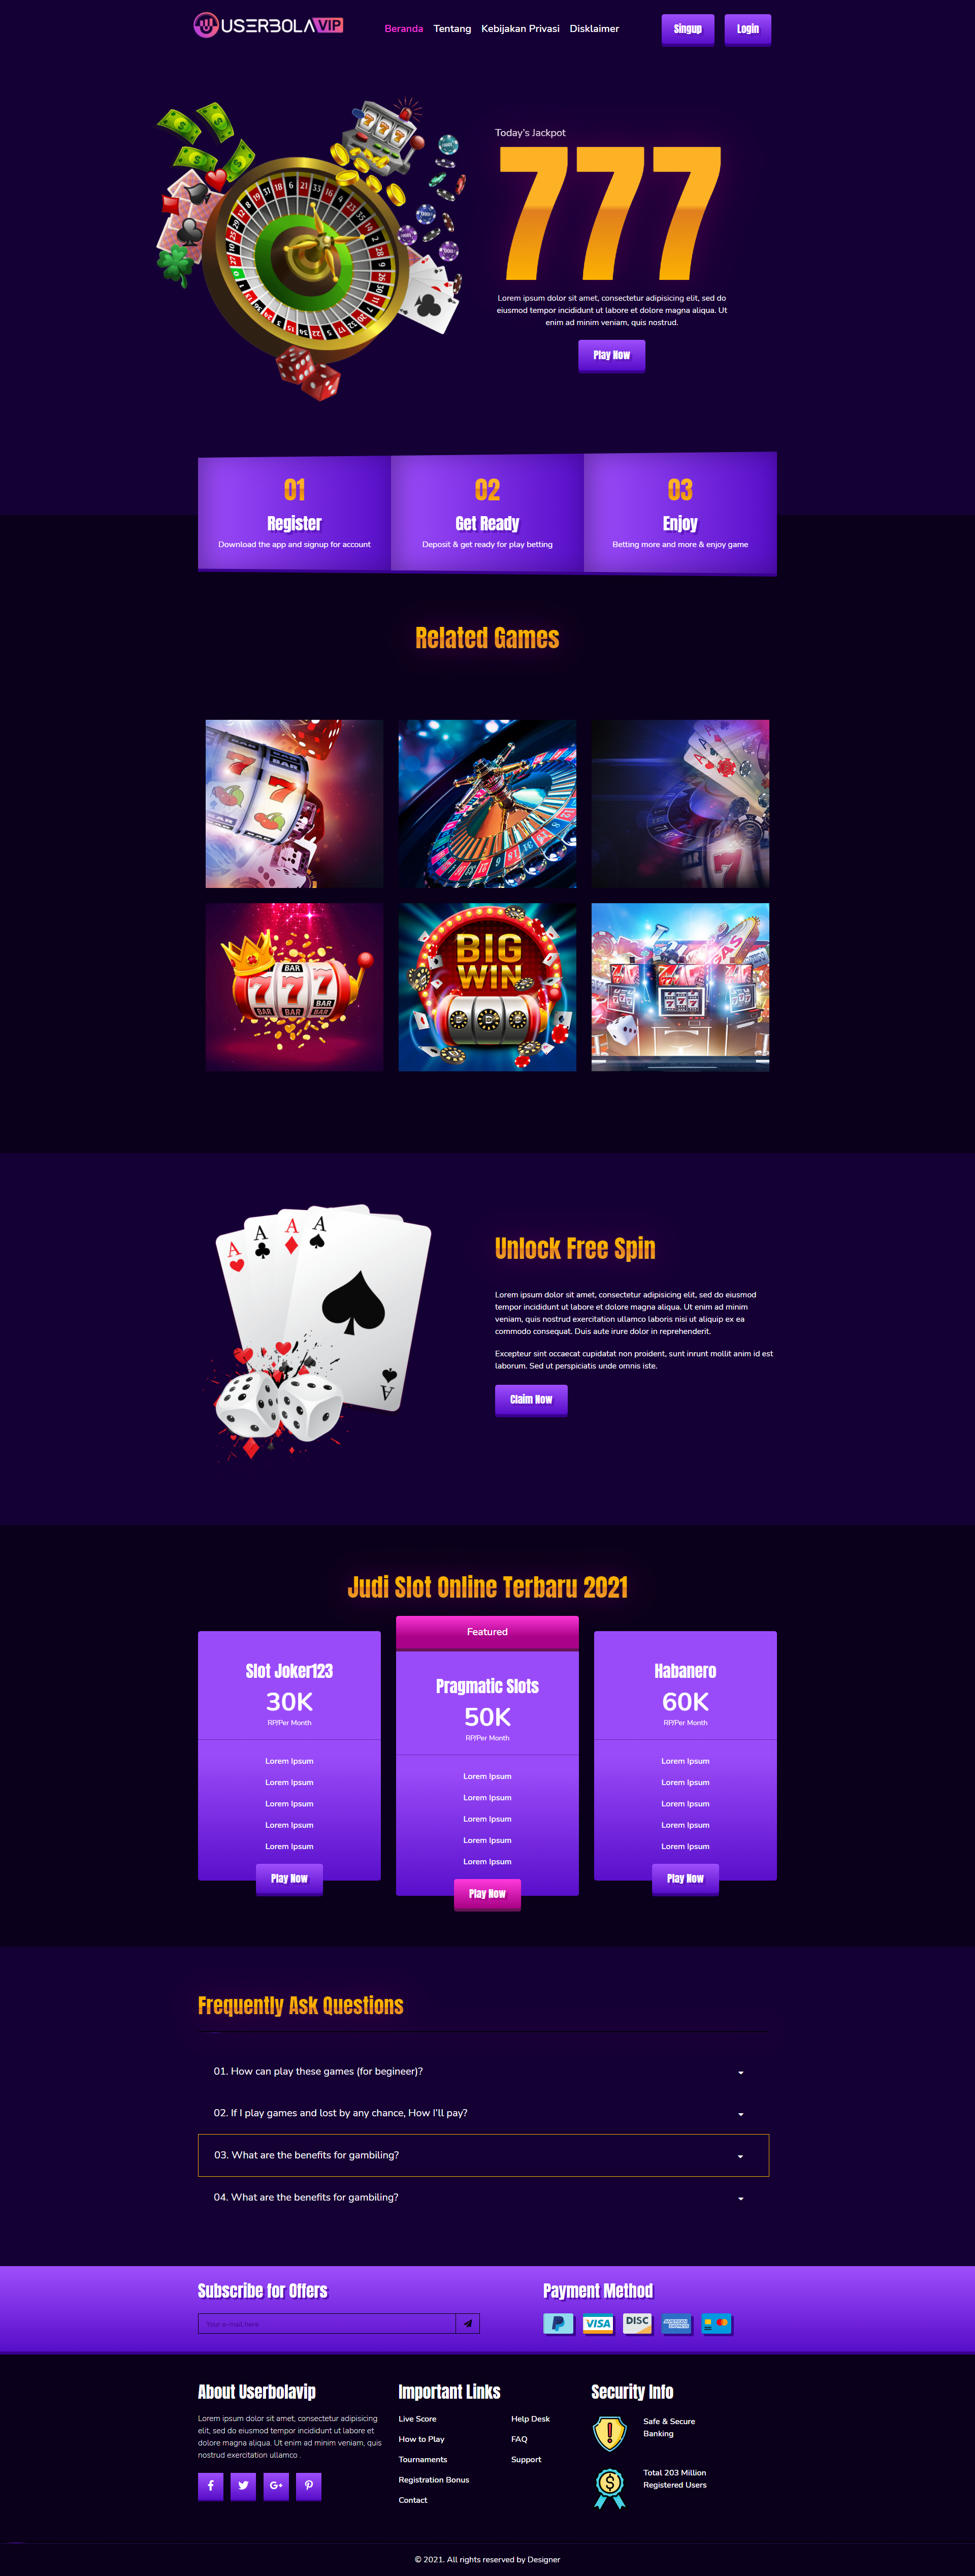 USERBOLAVIP
Beranda Tentang Kebijakan Privasi Disklaimer
Singup Login
Today's Jackpot
777
Lorem ipsum dolor sit amet, consectetur adipisicing elit, sed do
eiusmod tempor incididunt ut labore et dolore magna aliqua. Ut
enim ad minim veniam, quis nostrud.
Play Now
01
Register
Download the app and signup for account
02
Get Ready
Deposit & get ready for play betting
03
Enjoy
Betting more and more & enjoy game
Related Games
BAR
777
BAR BAR BAR BAR
BIG
WIN
Unlock Free Spin
Lorem ipsum dolor sit amet, consectetur adipisicing elit, sed do eiusmod
tempor incididunt ut labore et dolore magna aliqua. Ut enim ad minim
veniam, quis nostrud exercitation ullamco laboris nisi ut aliquip ex ea
commodo consequat. Duis aute irure dolor in reprehenderit.
Excepteur sint occaecat cupidatat non proident, sunt inrunt mollit anim id est
laborum. Sed ut perspiciatis unde omnis iste.
Claim Now
Judi Slot Online Terbaru 2021
Slot Joker123
30K
RP/Per Month
Lorem Ipsum
Lorem Ipsum
Lorem Ipsum
Lorem Ipsum
Lorem Ipsum
Play Now
Featured
Pragmatic Slots
50K
RP/Per Month
Lorem Ipsum
Lorem Ipsum
Lorem Ipsum
Lorem Ipsum
Lorem Ipsum
Play Now
Habanero
60K
RP/Per Month
Lorem Ipsum
Lorem Ipsum
Lorem Ipsum
Lorem Ipsum
Lorem Ipsum
Play Now
Frequently Ask Questions
01. How can play these games (for begineer)?
02. If I play games and lost by any chance, How I'll pay?
03. What are the benefits for gambiling?
04. What are the benefits for gambiling?
Subscribe for Offers
Your e-mail here
Payment Method
VISA DISC AMERICAN EXPRESS
About Userbolavip
Lorem ipsum dolor sit amet, consectetur adipisicing
elit, sed do eiusmod tempor incididunt ut labore et
dolore magna aliqua. Ut enim ad minim veniam, quis
nostrud exercitation ullamco .
Important Links
Live Score
How to Play
Tournaments
Registration Bonus
Contact
Help Desk
FAQ
Support
Security Info
Safe & Secure
Banking
Total 203 Million
Registered Users
© 2021. All rights reserved by Designer